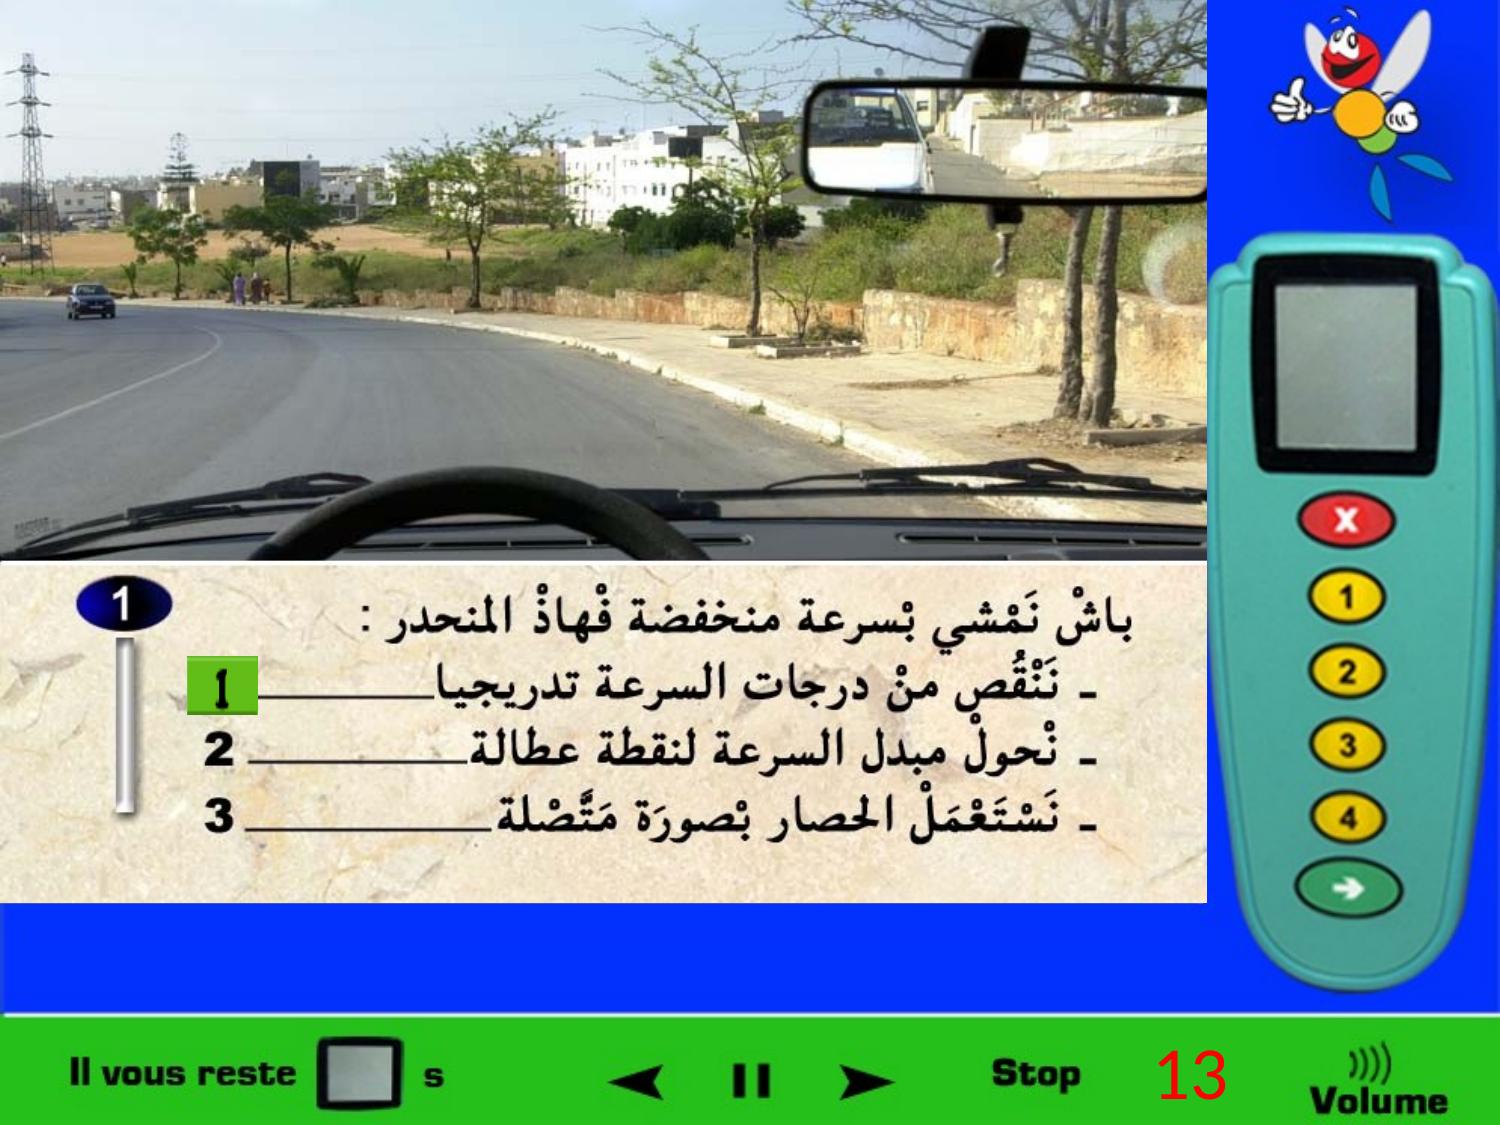 1
باشْ نَمْشي بْسرعة منخفضة فْهاذْ المنحدر :
ـ نَنْقُص منْ درجات السرعة تدريجيا 1
ـ نْحولْ مبدل السرعة لنقطة عطالة 2
ـ نَسْتَعْمَلْ الحصار بْصورَة مَتَّصْلة 3
X
1
2
3
4
Il vous reste s
Stop
13
Volume